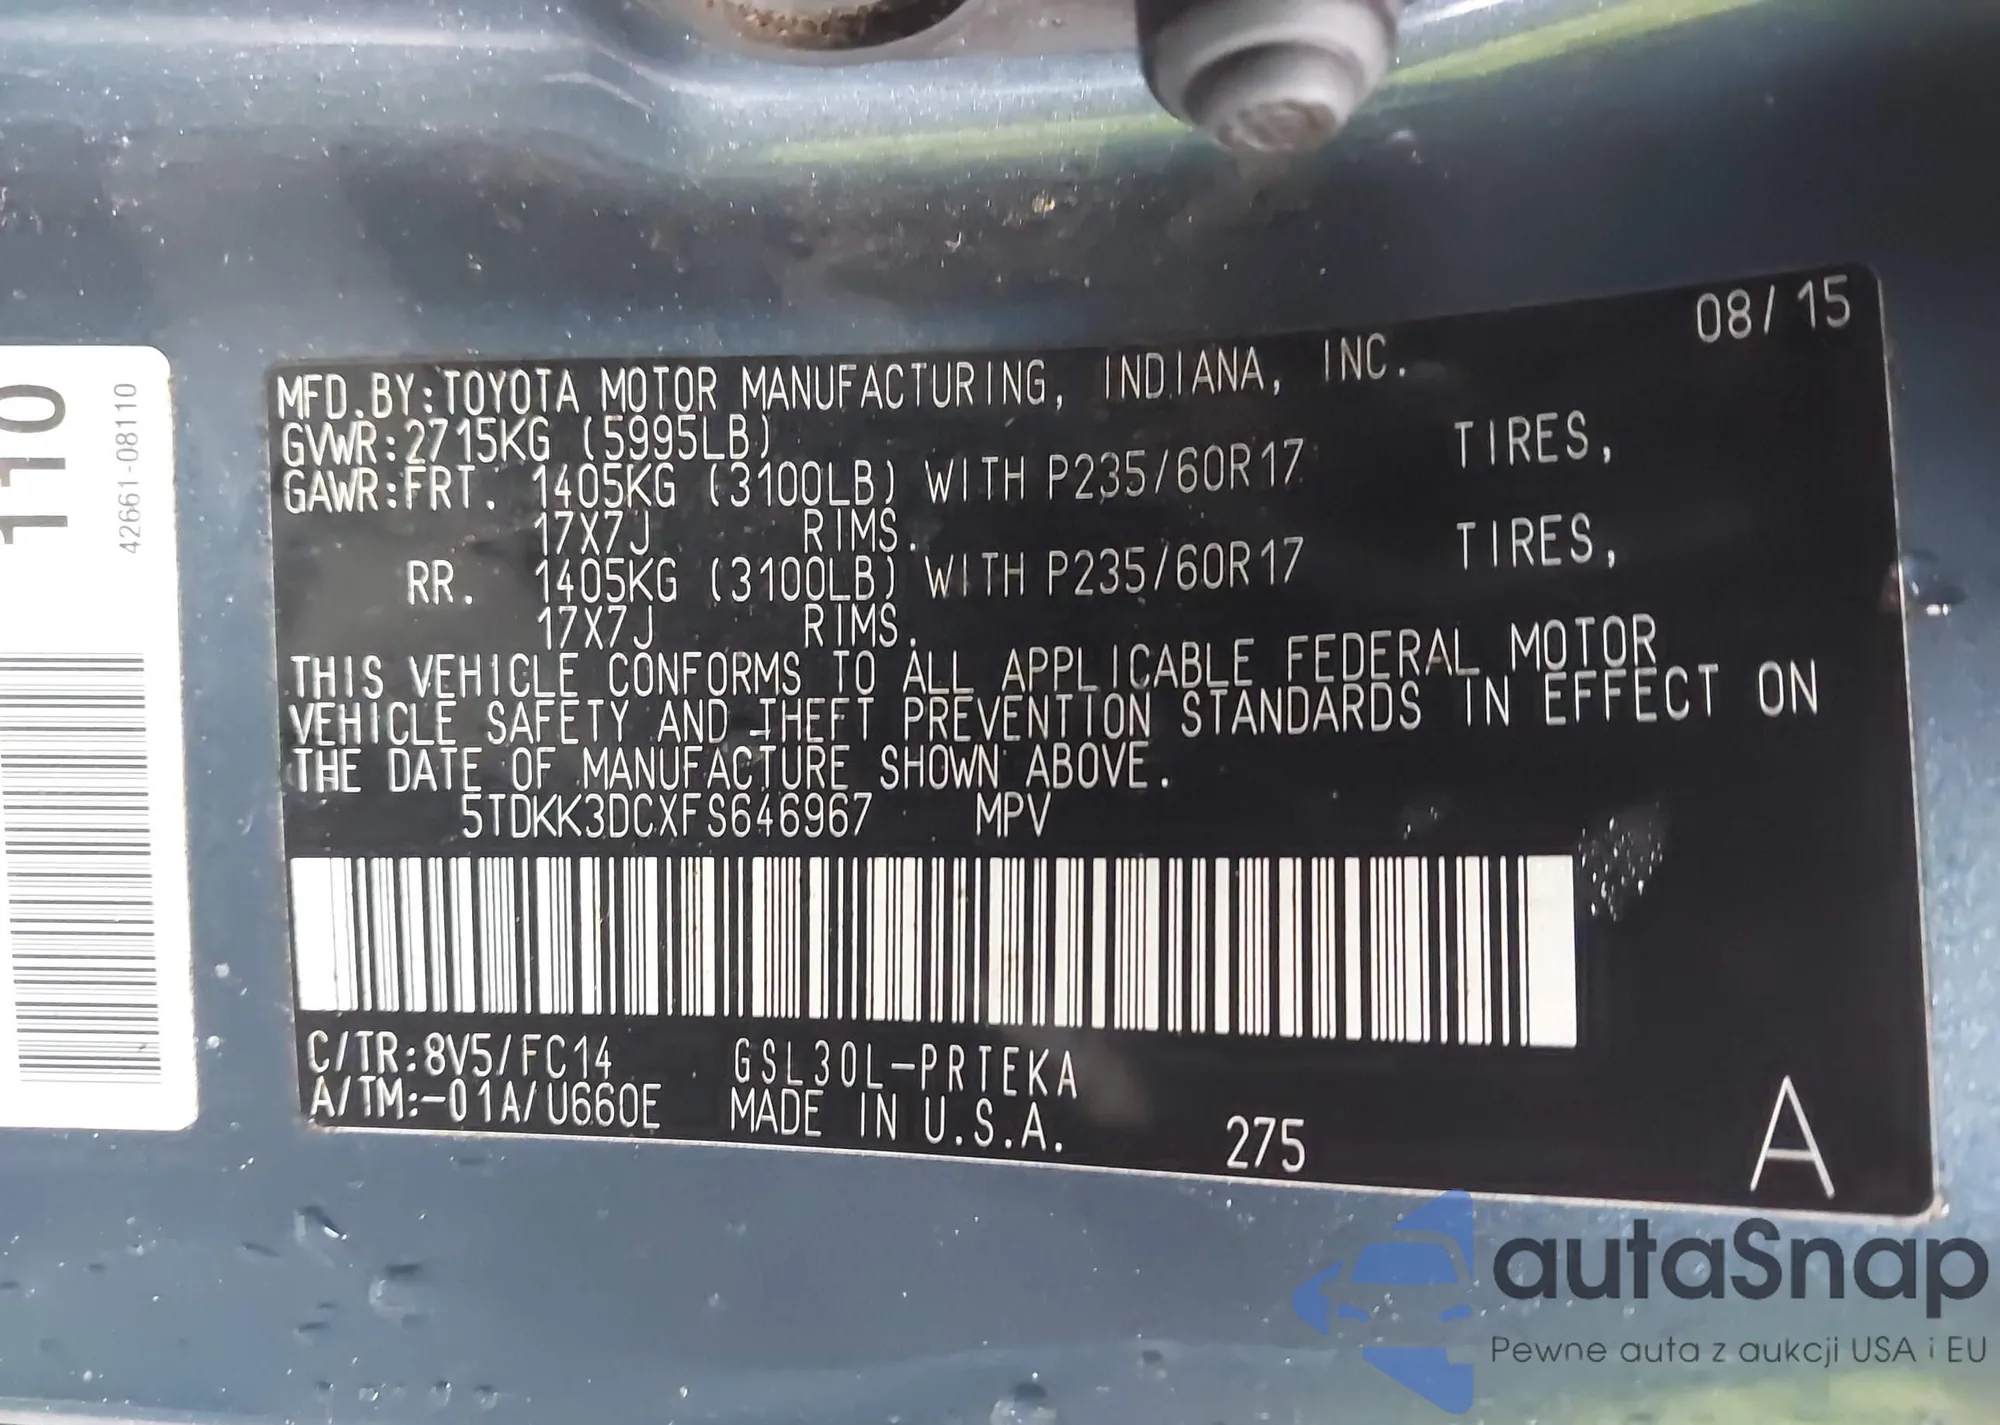 110
42661-08110
08/15
MFD.BY:TOYOTA MOTOR MANUFACTURING, INDIANA, INC.
GVWR:2715KG (5995LB)
GAWR:FRT. 1405KG (3100LB) WITH P235/60R17 TIRES,
17X7J RIMS.
RR. 1405KG (3100LB) WITH P235/60R17 TIRES,
17X7J RIMS.
THIS VEHICLE CONFORMS TO ALL APPLICABLE FEDERAL MOTOR
VEHICLE SAFETY AND THEFT PREVENTION STANDARDS IN EFFECT ON
THE DATE OF MANUFACTURE SHOWN ABOVE.
5TDKK3DCXFS646967 MPV
C/TR:8V5/FC14 GSL30L-PRTEKA
A/TM:-01A/U660E MADE IN U.S.A. 275 A
autaSnap
Pewne auta z aukcji USA i EU